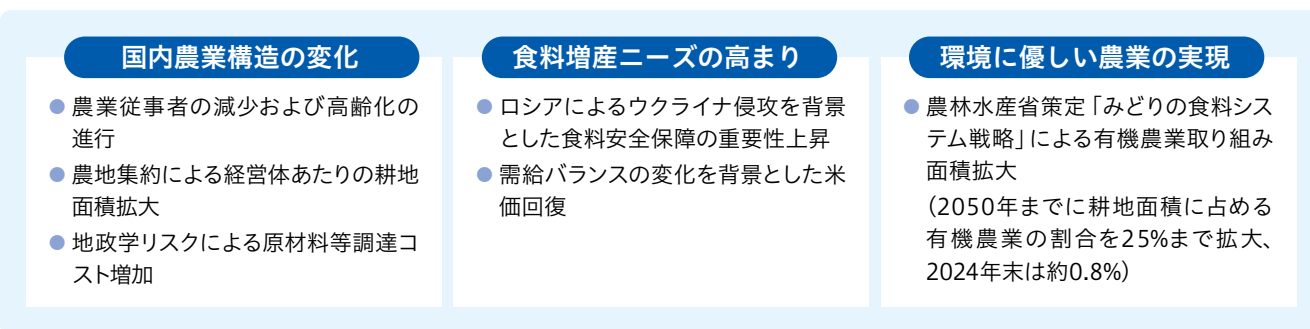 国内農業構造の変化
● 農業従事者の減少および高齢化の
進行
● 農地集約による経営体あたりの耕地
面積拡大
● 地政学リスクによる原材料等調達コ
スト増加
食料増産ニーズの高まり
● ロシアによるウクライナ侵攻を背景
とした食料安全保障の重要性上昇
● 需給バランスの変化を背景とした米
価回復
環境に優しい農業の実現
● 農林水産省策定「みどりの食料シス
テム戦略」による有機農業取り組み
面積拡大
（2050年までに耕地面積に占める
有機農業の割合を25%まで拡大、
2024年末は約0.8%）